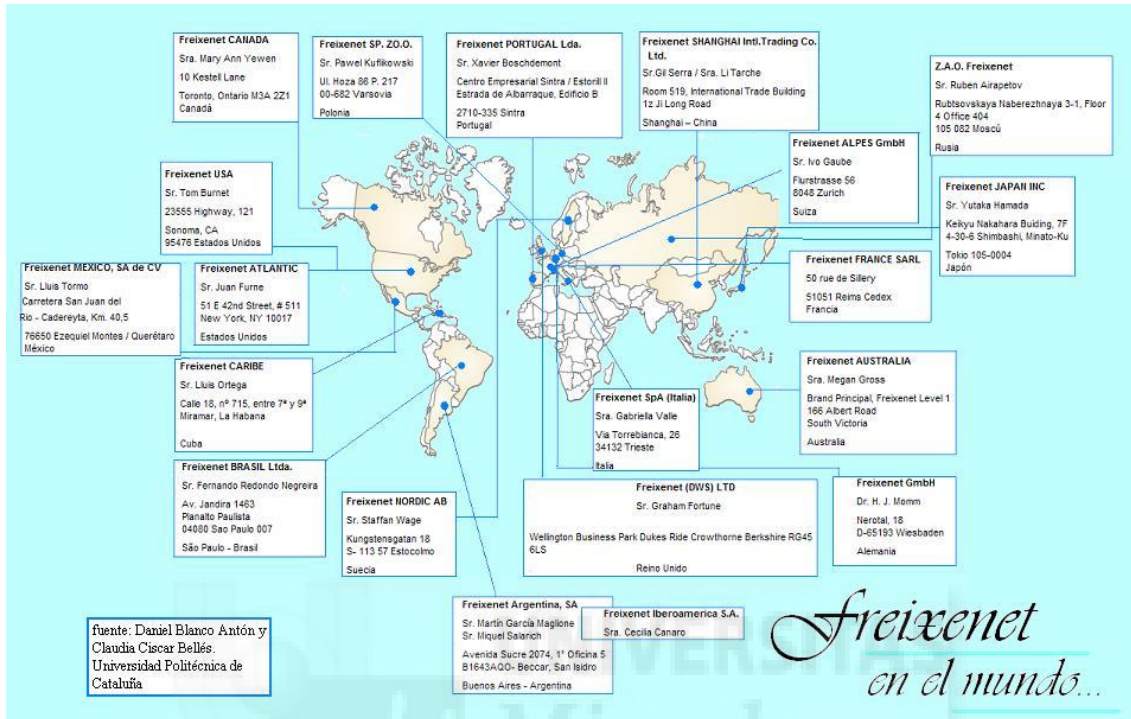 Freixenet CANADA
Sra. Mary Ann Yewen
10 Kestell Lane
Toronto, Ontario M3A 2Z1
Canadá
Freixenet SP. ZO.O.
Sr. Pawel Kuflikowski
Ul. Hoza 86 P. 217
00-682 Varsovia
Polonia
Freixenet PORTUGAL Lda.
Sr. Xavier Boschdemont
Centro Empresarial Sintra / Estorill II
Estrada de Albarraque, Edificio B
2710-335 Sintra
Portugal
Freixenet SHANGHAI Intl.Trading Co.
Ltd.
Sr.Gil Serra / Sra. Li Tarche
Room 519, International Trade Building
1z Ji Long Road
Shanghai – China
Z.A.O. Freixenet
Sr. Ruben Airapetov
Rubtsovskaya Naberezhnaya 3-1, Floor
4 Office 404
105 082 Moscú
Rusia
Freixenet ALPES GmbH
Sr. Ivo Gaube
Flurstrasse 56
8048 Zurich
Suiza
Freixenet USA
Sr. Tom Burnet
23555 Highway, 121
Sonoma, CA
95476 Estados Unidos
Freixenet JAPAN INC
Sr. Yutaka Hamada
Keikyu Nakahara Buiding, 7F
4-30-6 Shimbashi, Minato-Ku
Tokio 105-0004
Japón
Freixenet MEXICO, SA de CV
Sr. Lluis Tormo
Carretera San Juan del
Rio - Cadereyta, Km. 40,5
76650 Ezequiel Montes / Querétaro
México
Freixenet ATLANTIC
Sr. Juan Furne
51 E 42nd Street, # 511
New York, NY 10017
Estados Unidos
Freixenet FRANCE SARL
50 rue de Sillery
51051 Reims Cedex
Francia
Freixenet CARIBE
Sr. Lluis Ortega
Calle 18, nº 715, entre 7ª y 9ª
Miramar, La Habana
Cuba
Freixenet AUSTRALIA
Sra. Megan Gross
Brand Principal, Freixenet Level 1
166 Albert Road
South Victoria
Australia
Freixenet SpA (Italia)
Sra. Gabriella Valle
Via Torrebianca, 26
34132 Trieste
Italia
Freixenet BRASIL Ltda.
Sr. Fernando Redondo Negreira
Av. Jandira 1463
Planalto Paulista
04080 Sao Paulo 007
São Paulo - Brasil
Freixenet NORDIC AB
Sr. Staffan Wage
Kungstensgatan 18
S- 113 57 Estocolmo
Suecia
Freixenet (DWS) LTD
Sr. Graham Fortune
Wellington Business Park Dukes Ride Crowthorne Berkshire RG45
6LS
Reino Unido
Freixenet GmbH
Dr. H. J. Momm
Nerotal, 18
D-65193 Wiesbaden
Alemania
Freixenet Argentina, SA
Sr. Martín García Maglione
Sr. Miquel Salarich
Avenida Sucre 2074, 1º Oficina 5
B1643AQO- Beccar, San Isidro
Buenos Aires - Argentina
Freixenet Iberoamerica S.A.
Sra. Cecilia Canaro
fuente: Daniel Blanco Antón y
Claudia Ciscar Bellés.
Universidad Politécnica de
Cataluña
Freixenet
en el mundo...